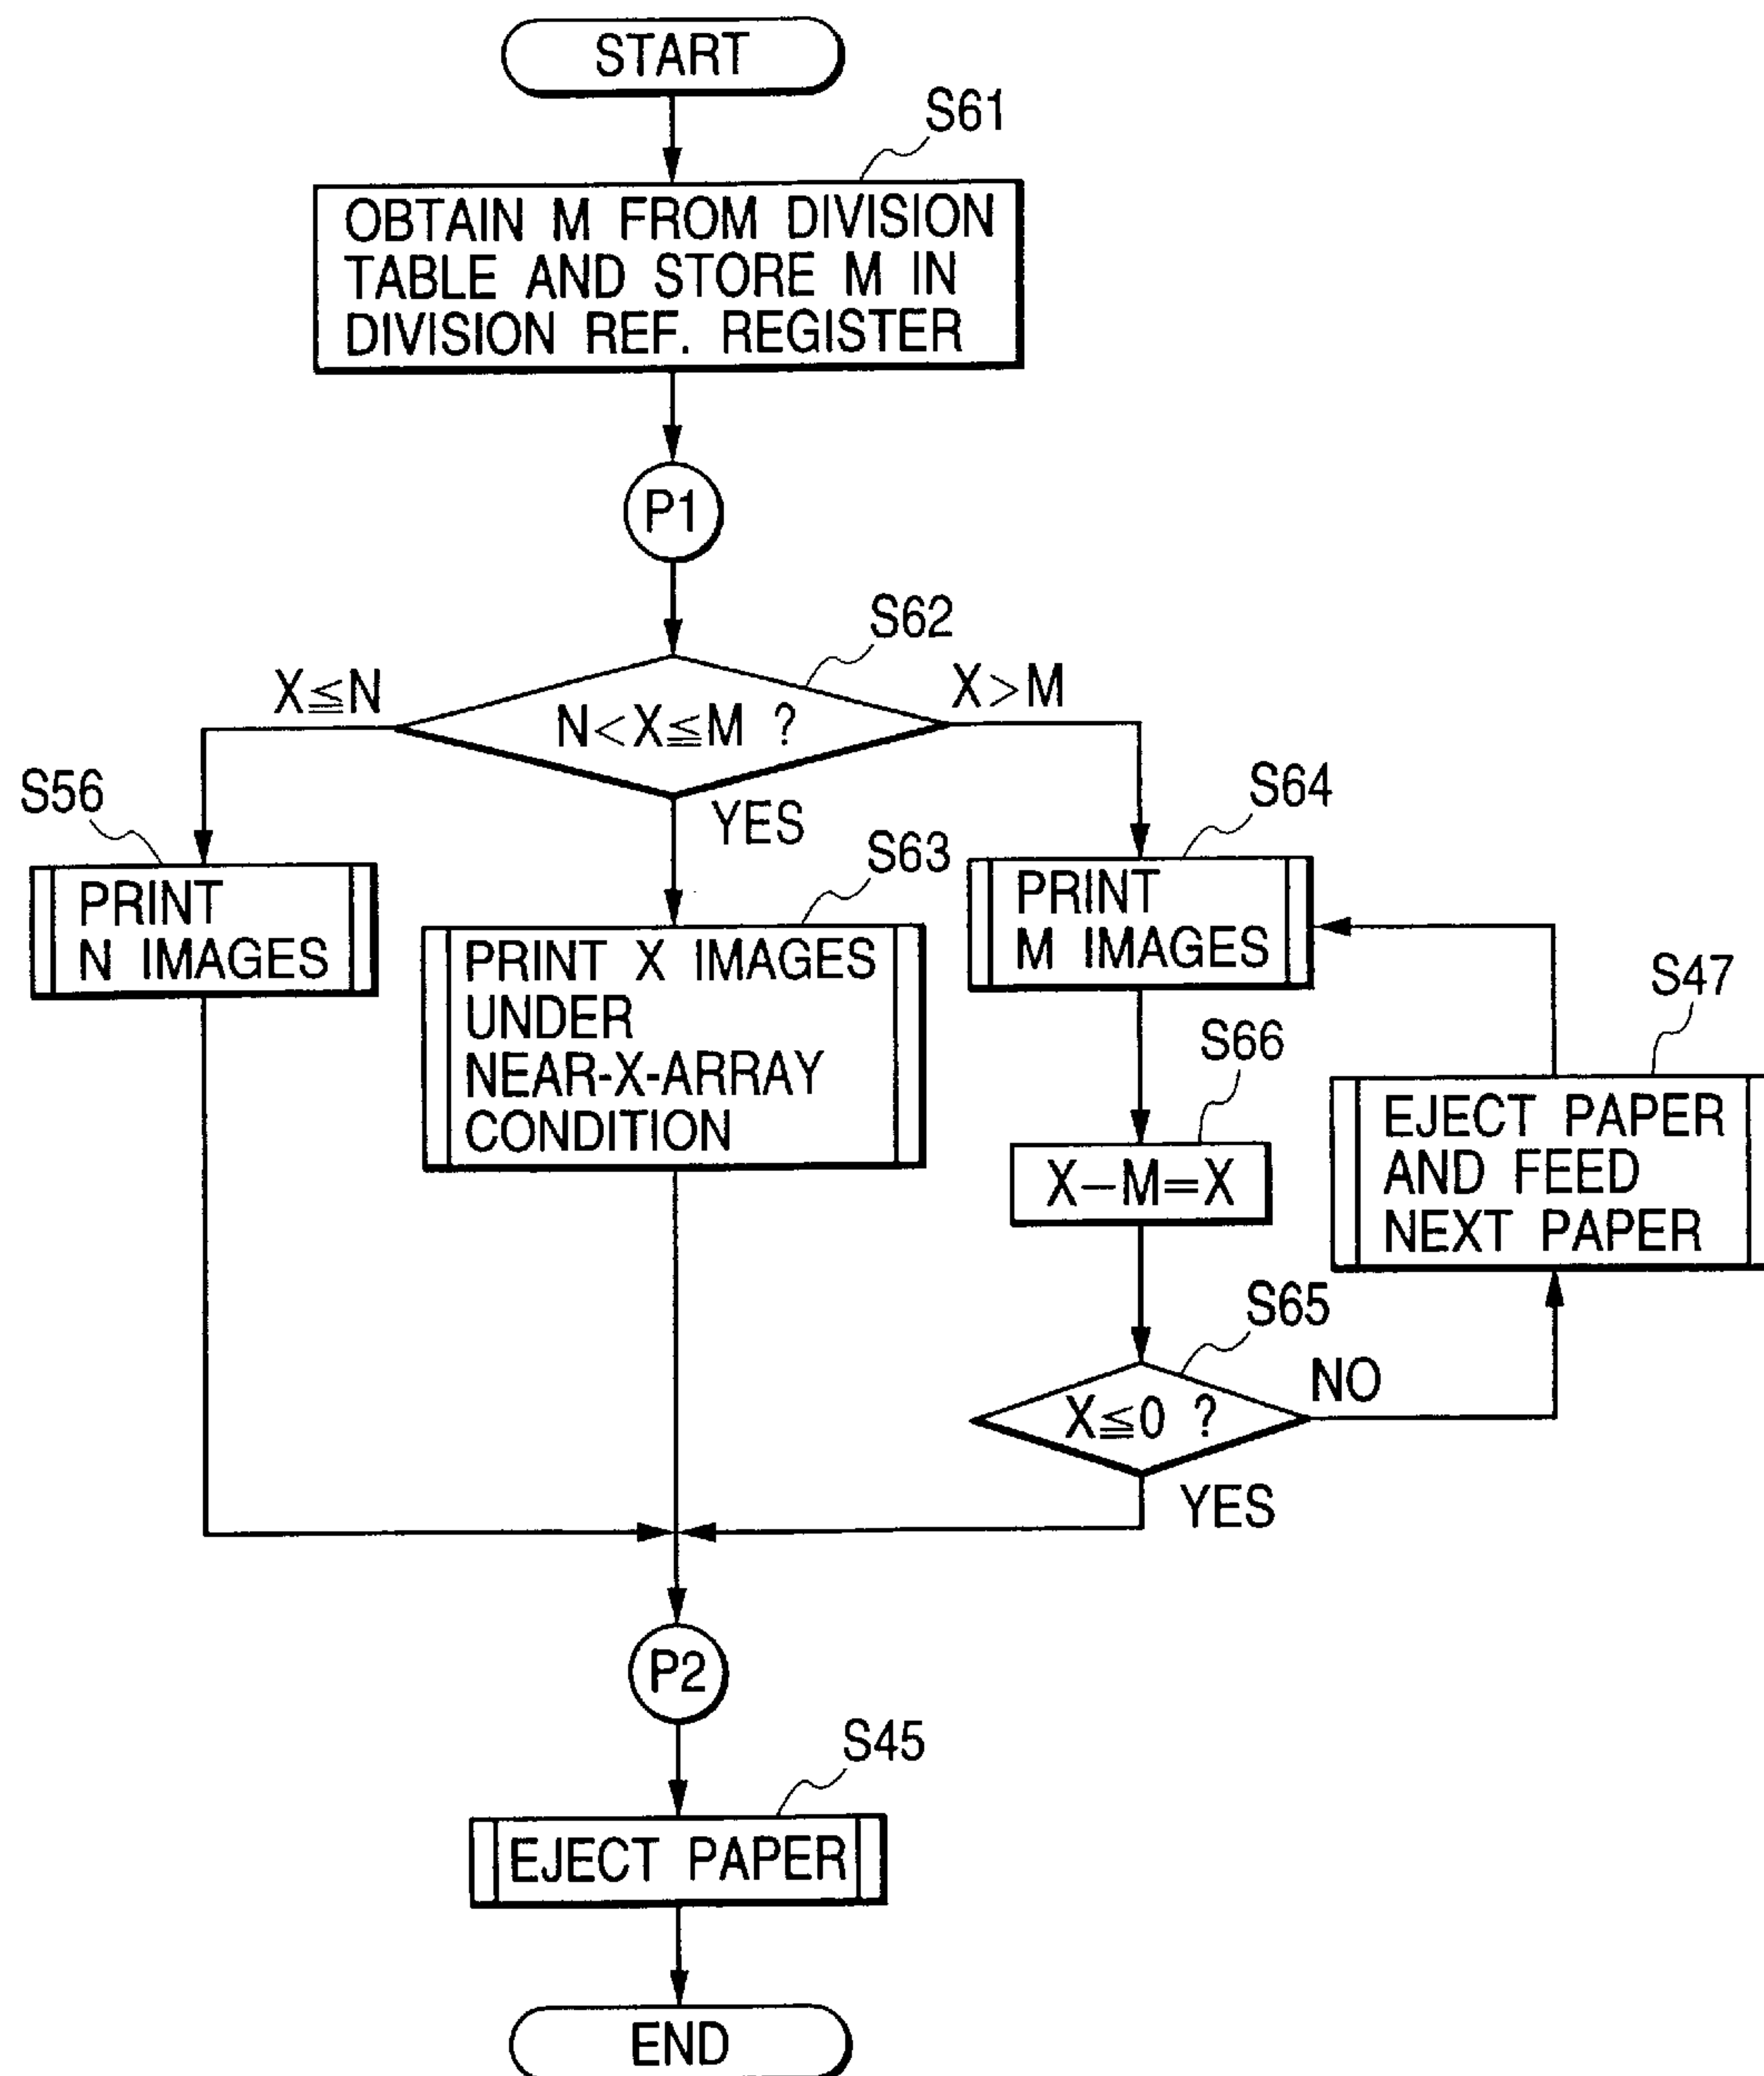 START
S61
OBTAIN M FROM DIVISION
TABLE AND STORE M IN
DIVISION REF. REGISTER
P1
S62
X≦N
N<X≦M ?
X>M
YES
S56
PRINT
N IMAGES
S63
PRINT X IMAGES
UNDER
NEAR-X-ARRAY
CONDITION
S64
PRINT
M IMAGES
S47
EJECT PAPER
AND FEED
NEXT PAPER
S66
X−M=X
S65
X≦0 ?
NO
YES
P2
S45
EJECT PAPER
END